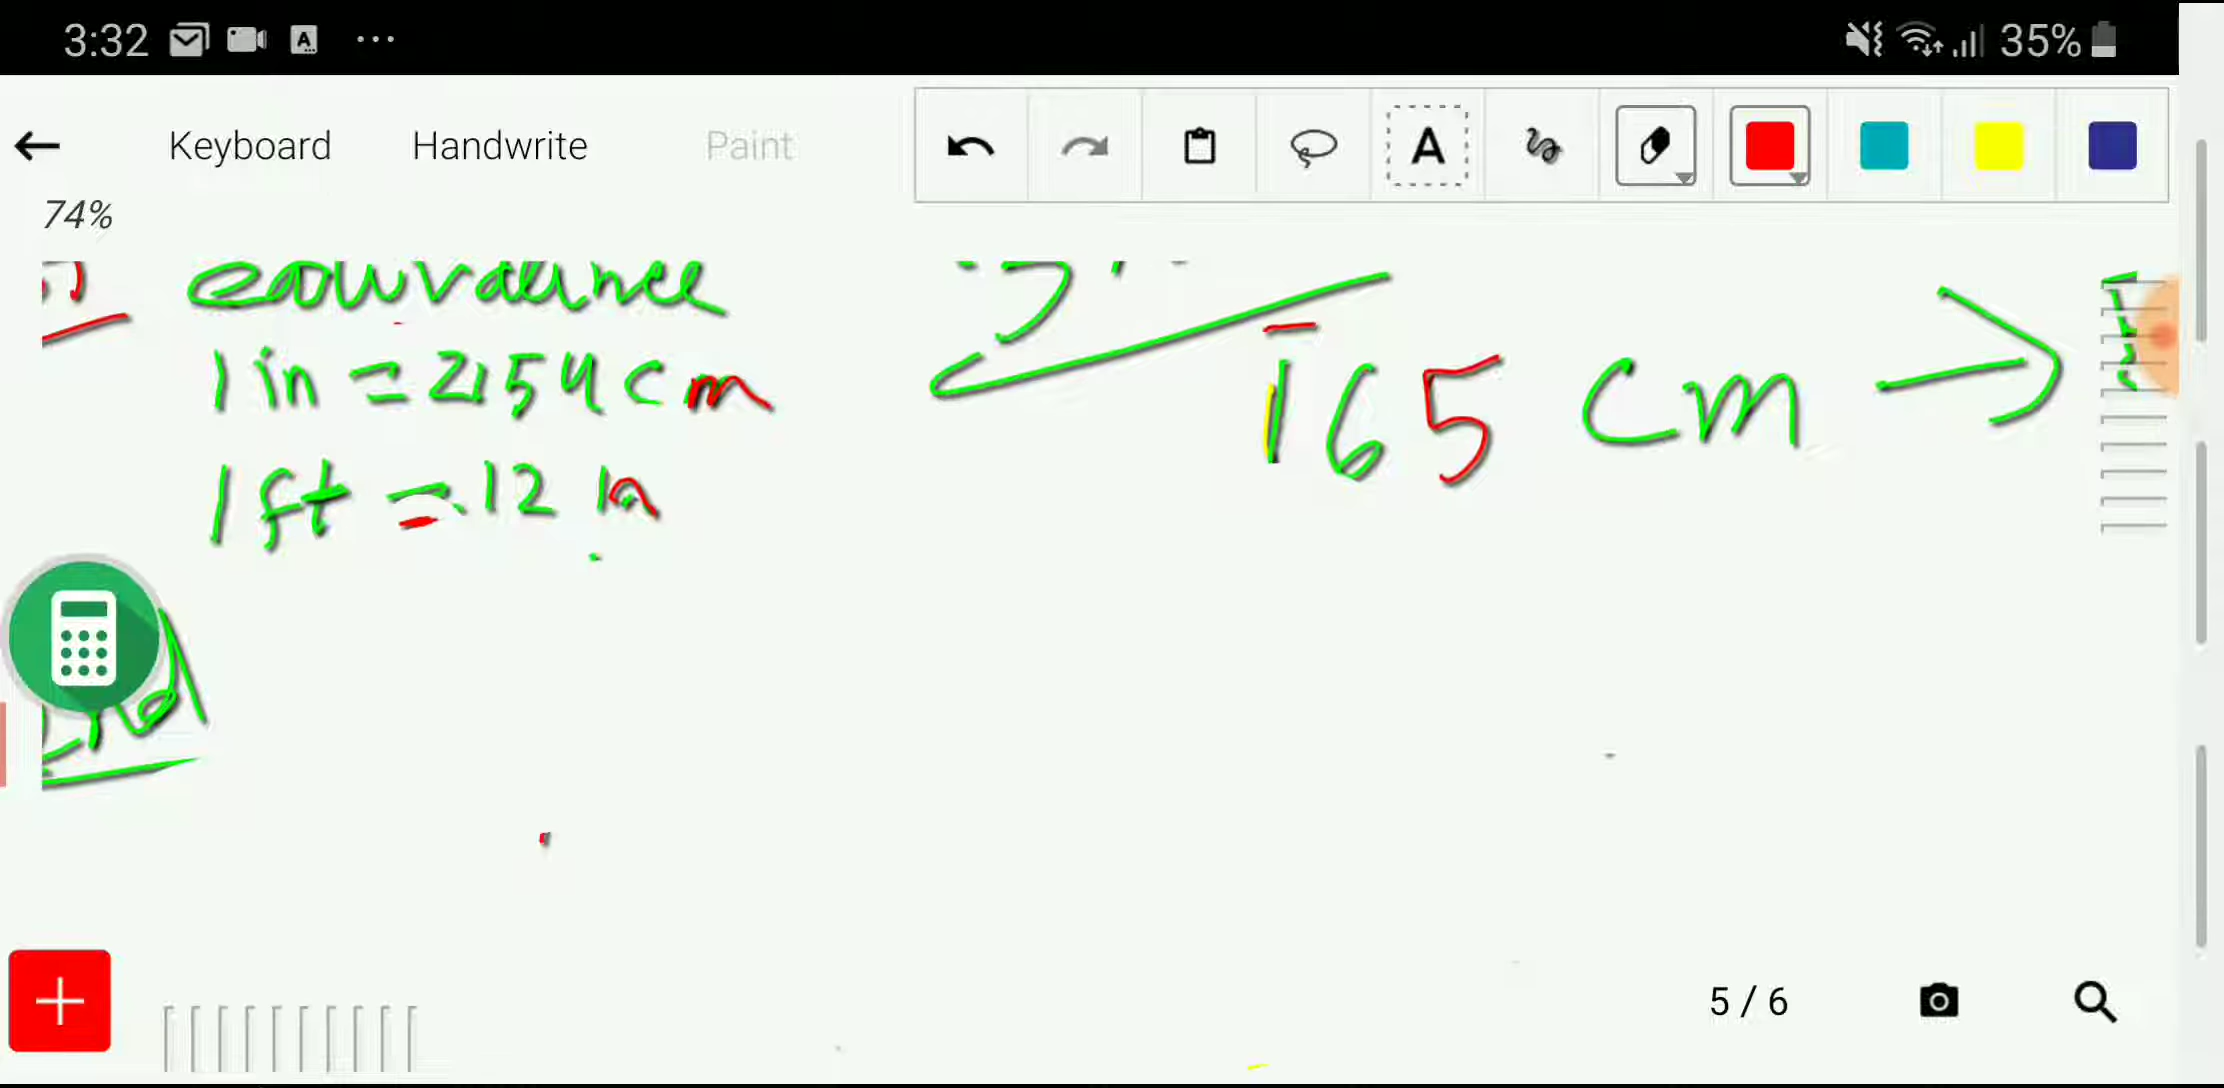 3:32 A ... 35%
Keyboard Handwrite Paint A
74%
1 in = 2.54 cm
165 cm →
1 ft = 12 in
5 / 6